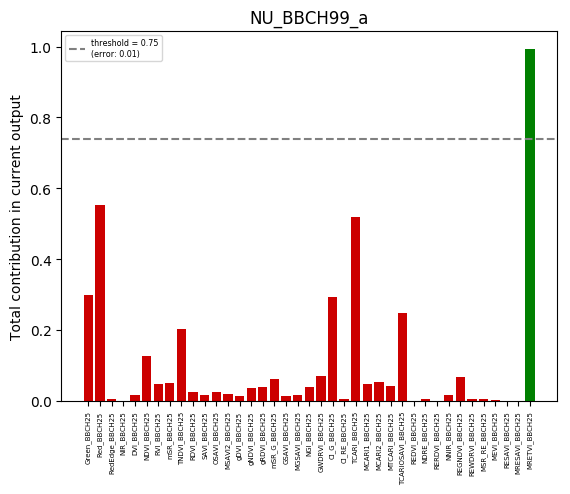 NU_BBCH99_a
threshold = 0.75
(error: 0.01)
Total contribution in current output
1.0
0.8
0.6
0.4
0.2
0.0
Green_BBCH25
Red_BBCH25
RedEdge_BBCH25
NIR_BBCH25
DVI_BBCH25
NDVI_BBCH25
RVI_BBCH25
mSR_BBCH25
TNDVI_BBCH25
RDVI_BBCH25
SAVI_BBCH25
OSAVI_BBCH25
MSAVI2_BBCH25
gDVI_BBCH25
gNDVI_BBCH25
gRDVI_BBCH25
mSR_G_BBCH25
GSAVI_BBCH25
MGSAVI_BBCH25
NGI_BBCH25
GWDRVI_BBCH25
CI_G_BBCH25
CI_RE_BBCH25
TCARI_BBCH25
MCARI1_BBCH25
MCARI2_BBCH25
MTCARI_BBCH25
TCARIOSAVI_BBCH25
REDVI_BBCH25
NDRE_BBCH25
RERDVI_BBCH25
NNIR_BBCH25
REGNDVI_BBCH25
REWDRVI_BBCH25
MSR_RE_BBCH25
MEVI_BBCH25
RESAVI_BBCH25
MRESAVI_BBCH25
MRETVI_BBCH25